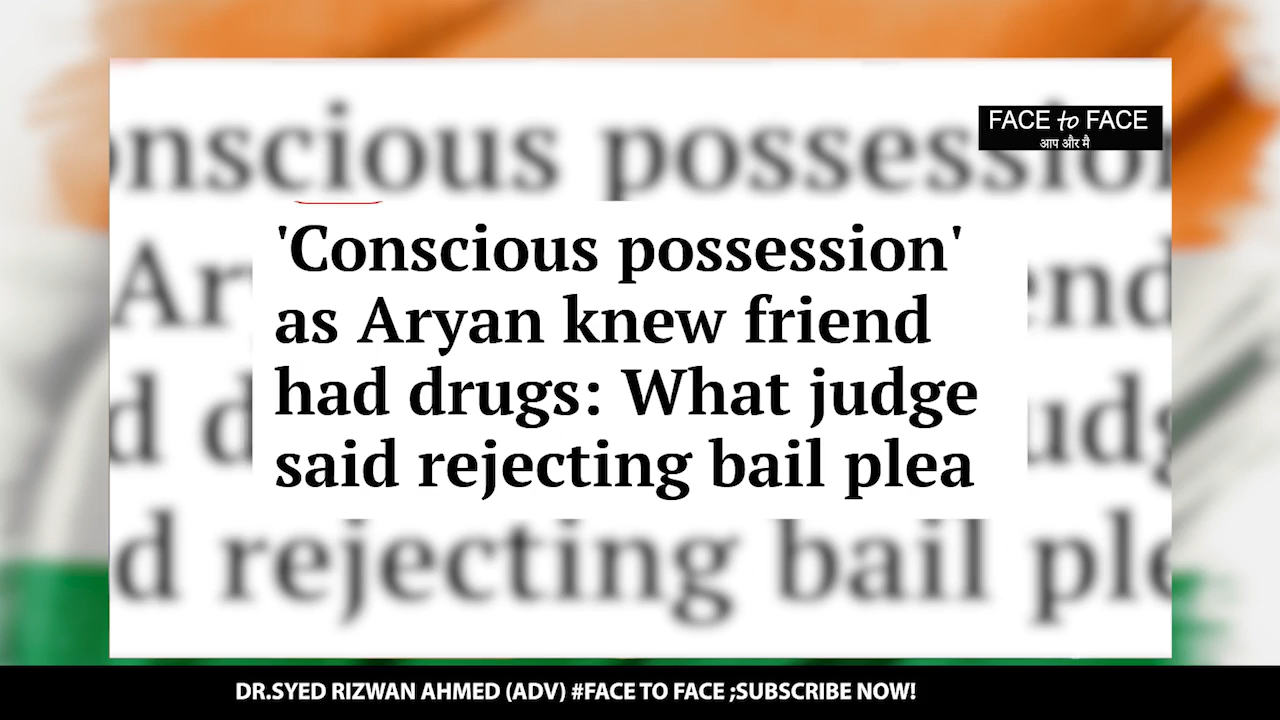 FACE to FACE
आप और मै
'Conscious possession'
as Aryan knew friend
had drugs: What judge
said rejecting bail plea
DR.SYED RIZWAN AHMED (ADV) #FACE TO FACE ;SUBSCRIBE NOW!